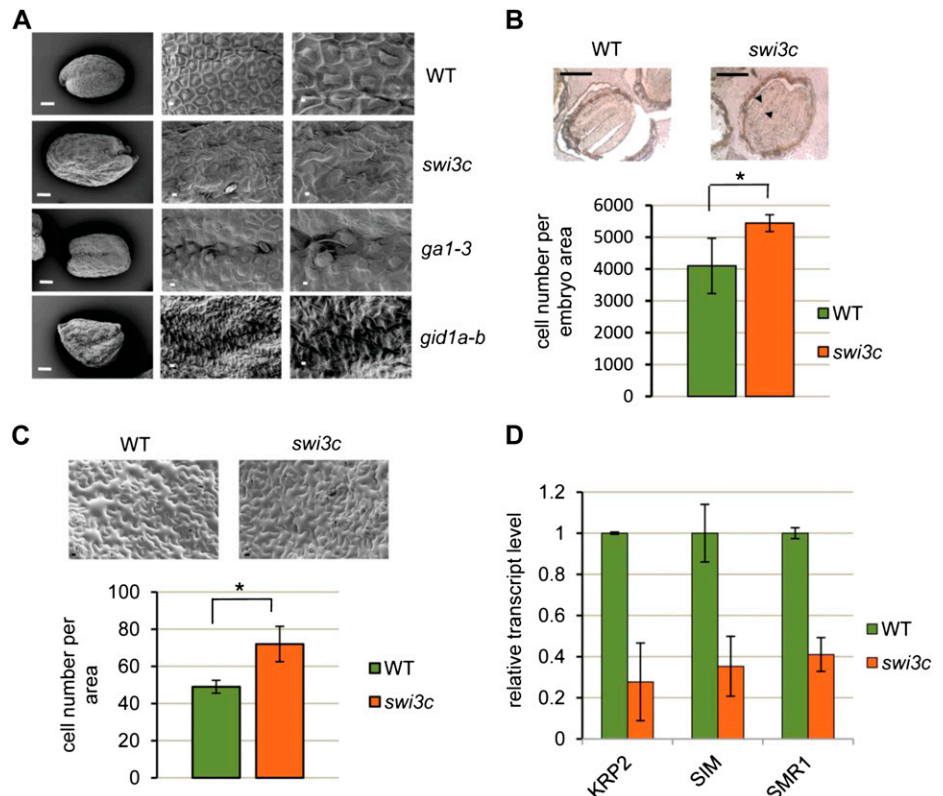 A
WT
swi3c
ga1-3
gid1a-b
B
WT
swi3c
*
cell number per
embryo area
6000
5000
4000
3000
2000
1000
0
WT
swi3c
C
WT
swi3c
*
cell number per
area
100
80
60
40
20
0
WT
swi3c
D
relative transcript level
1.2
1
0.8
0.6
0.4
0.2
0
KRP2
SIM
SMR1
WT
swi3c